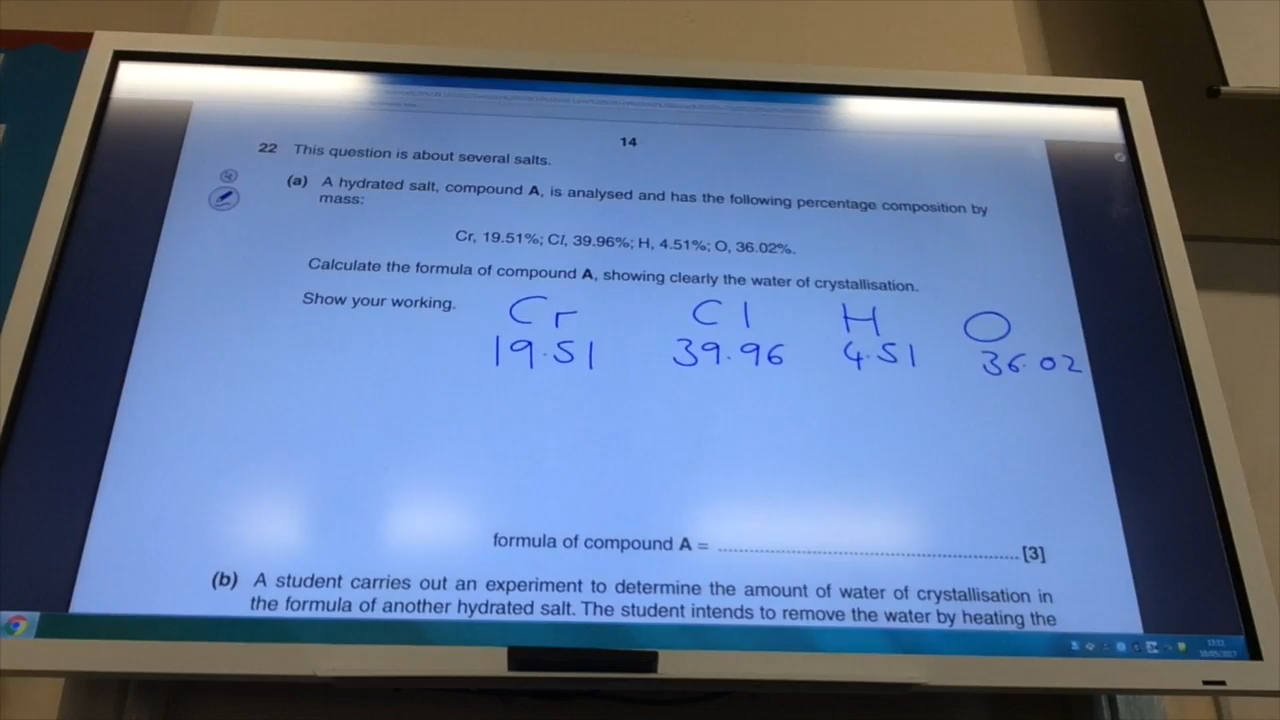 14
22 This question is about several salts.
(a) A hydrated salt, compound A, is analysed and has the following percentage composition by
mass:
Cr, 19.51%; Cl, 39.96%; H, 4.51%; O, 36.02%.
Calculate the formula of compound A, showing clearly the water of crystallisation.
Show your working.
Cr Cl H O
19.51 39.96 4.51 36.02
formula of compound A = ........................................................ [3]
(b) A student carries out an experiment to determine the amount of water of crystallisation in
the formula of another hydrated salt. The student intends to remove the water by heating the